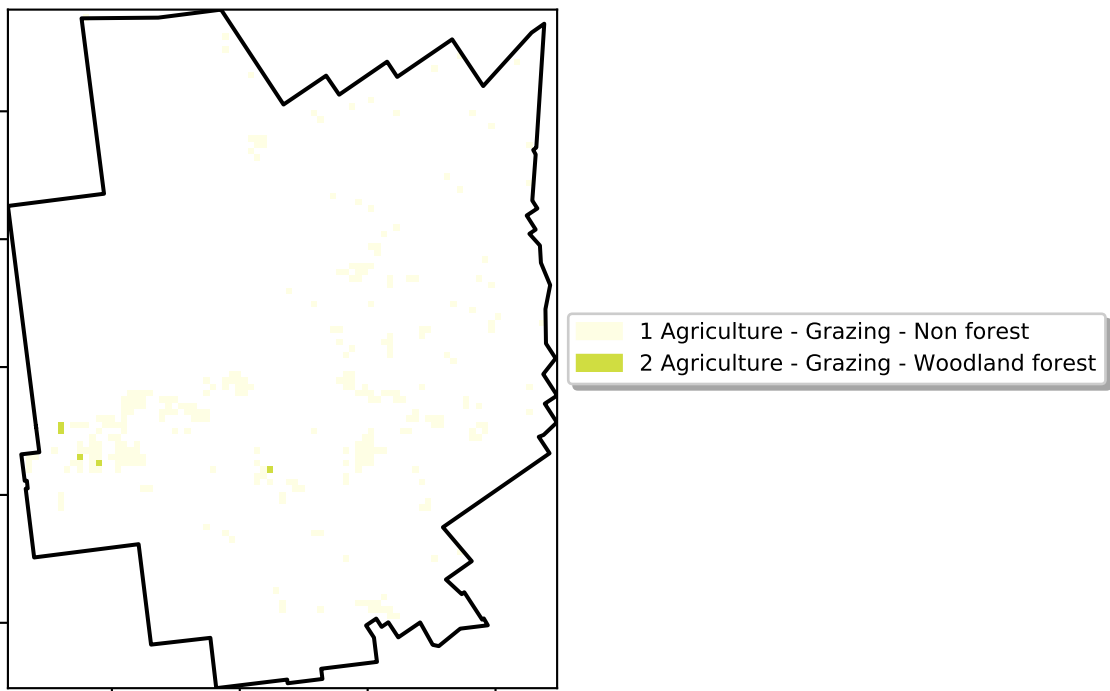 1 Agriculture - Grazing - Non forest
2 Agriculture - Grazing - Woodland forest